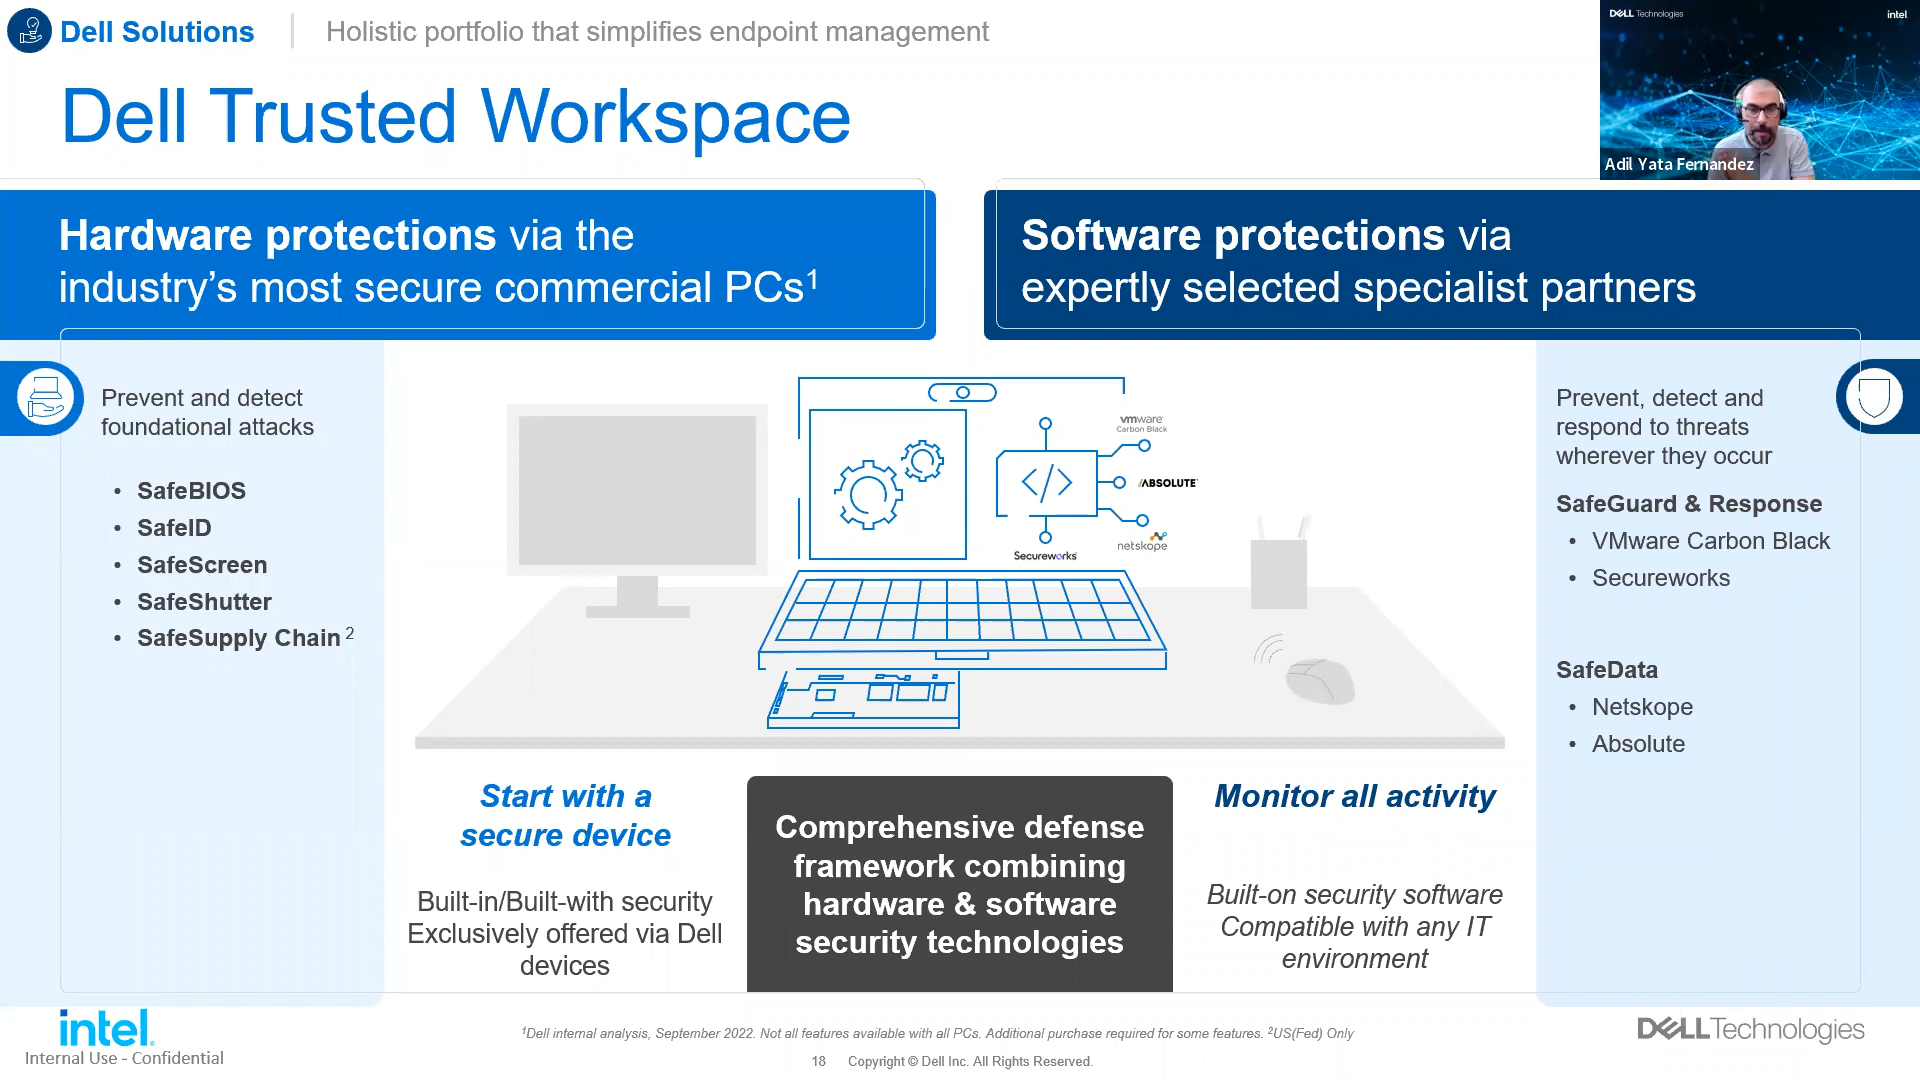 Dell Solutions
Holistic portfolio that simplifies endpoint management
DELL Technologies
intel
Adil Yata Fernandez
Dell Trusted Workspace
Hardware protections via the
industry's most secure commercial PCs1
Software protections via
expertly selected specialist partners
Prevent and detect
foundational attacks
• SafeBIOS
• SafeID
• SafeScreen
• SafeShutter
• SafeSupply Chain 2
vmware
Carbon Black
ABSOLUTE
netskope
Secureworks
Prevent, detect and
respond to threats
wherever they occur
SafeGuard & Response
• VMware Carbon Black
• Secureworks
SafeData
• Netskope
• Absolute
Start with a
secure device
Built-in/Built-with security
Exclusively offered via Dell
devices
Comprehensive defense
framework combining
hardware & software
security technologies
Monitor all activity
Built-on security software
Compatible with any IT
environment
intel.
Internal Use - Confidential
1Dell internal analysis, September 2022. Not all features available with all PCs. Additional purchase required for some features. 2US(Fed) Only
18 Copyright © Dell Inc. All Rights Reserved.
DELLTechnologies